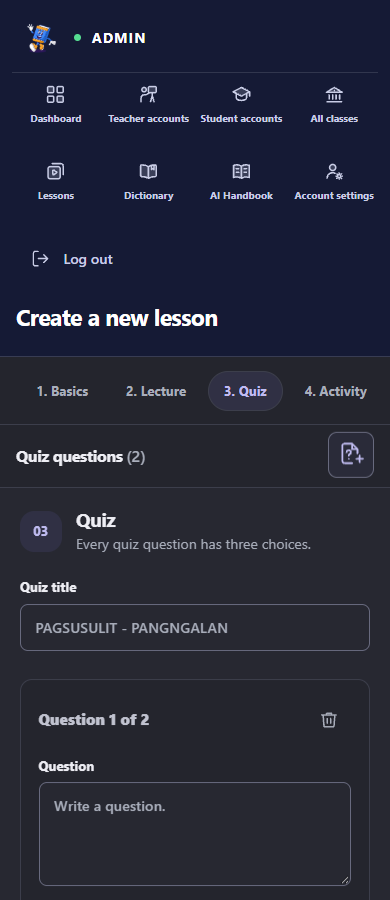 ADMIN
Dashboard
Teacher accounts
Student accounts
All classes
Lessons
Dictionary
AI Handbook
Account settings
Log out
Create a new lesson
1. Basics
2. Lecture
3. Quiz
4. Activity
Quiz questions (2)
03
Quiz
Every quiz question has three choices.
Quiz title
PAGSUSULIT - PANGNGALAN
Question 1 of 2
Question
Write a question.